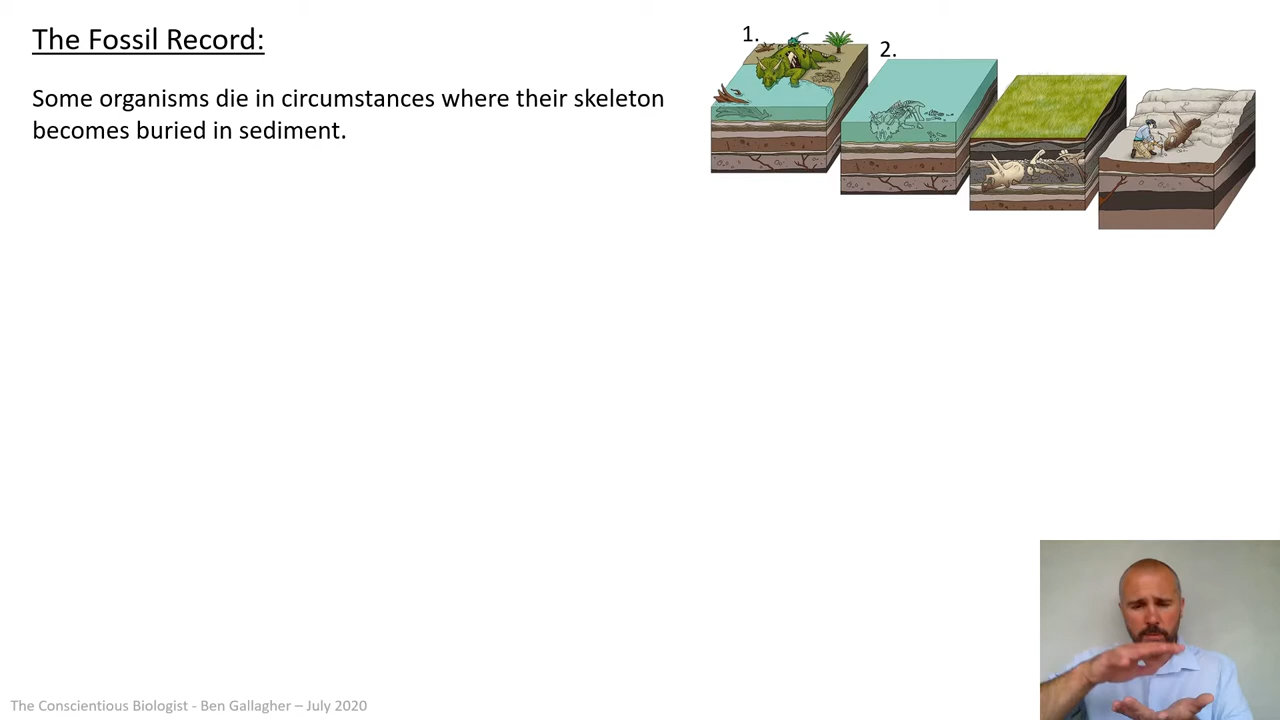 The Fossil Record:
1.
2.
Some organisms die in circumstances where their skeleton
becomes buried in sediment.
The Conscientious Biologist - Ben Gallagher – July 2020